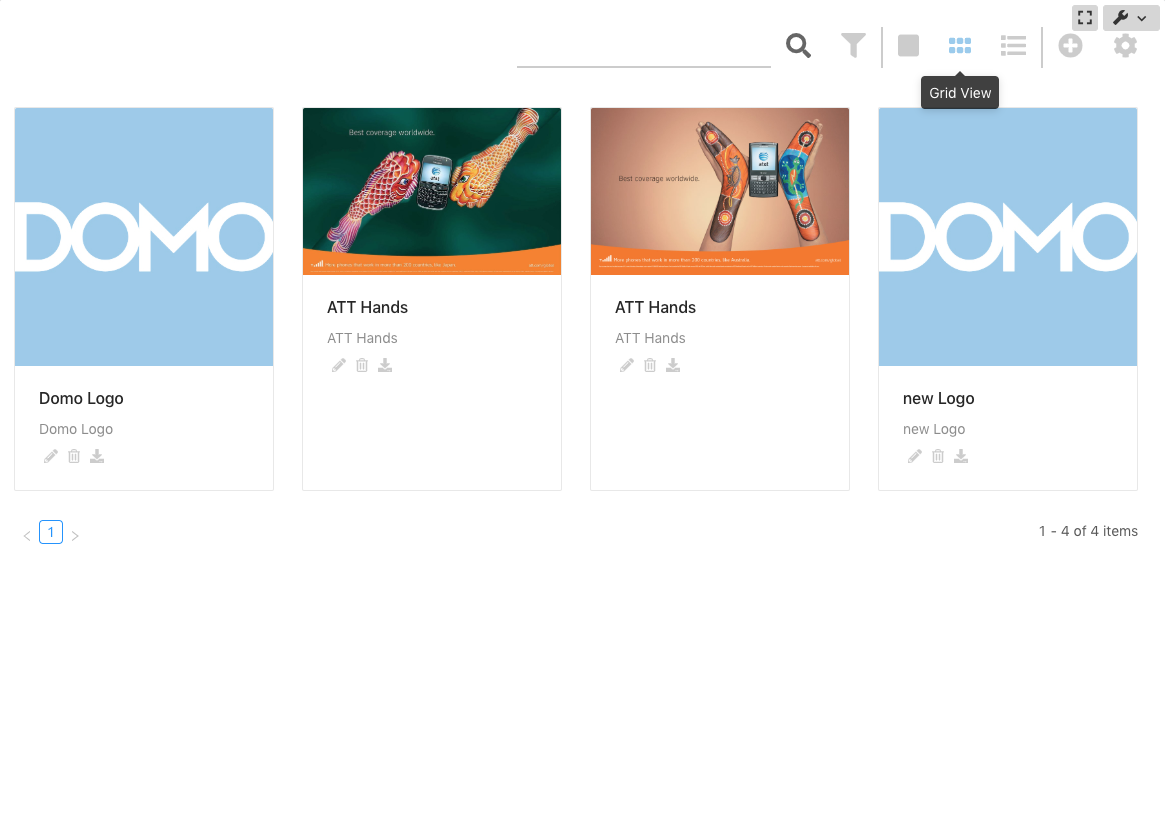 Grid View
DOMO
Domo Logo
Domo Logo
Best coverage worldwide.
at&t
More phones that work in more than 200 countries, like Japan.
ATT Hands
ATT Hands
Best coverage worldwide.
at&t
More phones that work in more than 200 countries, like Australia.
ATT Hands
ATT Hands
DOMO
new Logo
new Logo
< 1 >
1 - 4 of 4 items